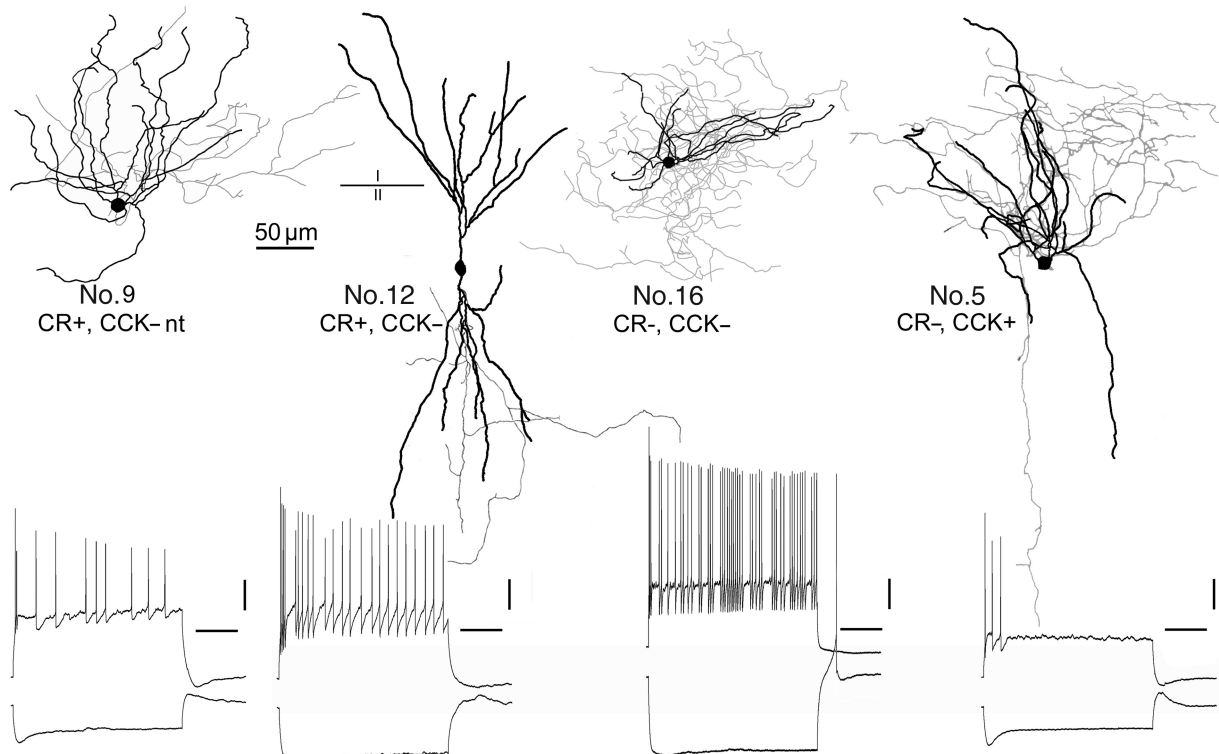 I
II
50 µm
No.9
CR+, CCK– nt
No.12
CR+, CCK–
No.16
CR-, CCK–
No.5
CR–, CCK+